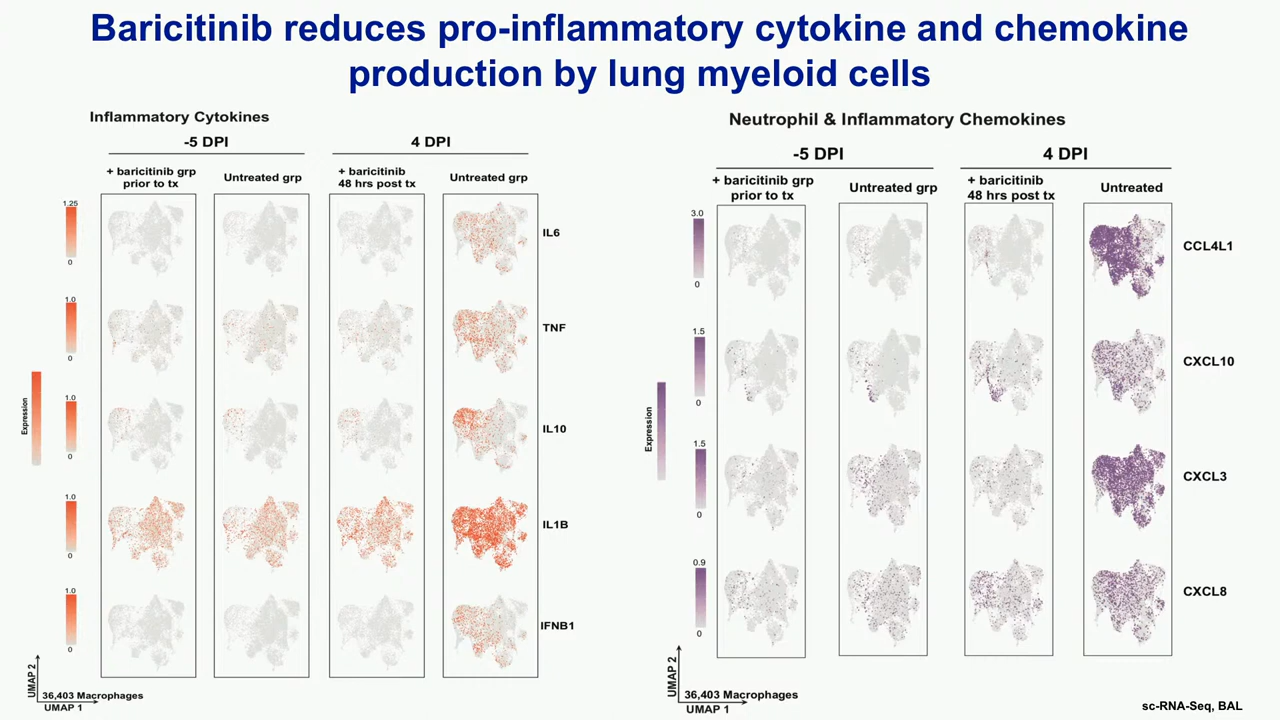 Baricitinib reduces pro-inflammatory cytokine and chemokine
production by lung myeloid cells
Inflammatory Cytokines
-5 DPI
4 DPI
+ baricitinib grp
prior to tx
Untreated grp
+ baricitinib
48 hrs post tx
Untreated grp
1.25
0
IL6
1.0
0
TNF
1.0
0
IL10
1.0
0
IL1B
1.0
0
IFNB1
Expression
UMAP 2
36,403 Macrophages
UMAP 1
Neutrophil & Inflammatory Chemokines
-5 DPI
4 DPI
+ baricitinib grp
prior to tx
Untreated grp
+ baricitinib
48 hrs post tx
Untreated
3.0
0
CCL4L1
1.5
0
CXCL10
1.5
0
CXCL3
0.9
0
CXCL8
Expression
UMAP 2
36,403 Macrophages
UMAP 1
sc-RNA-Seq, BAL